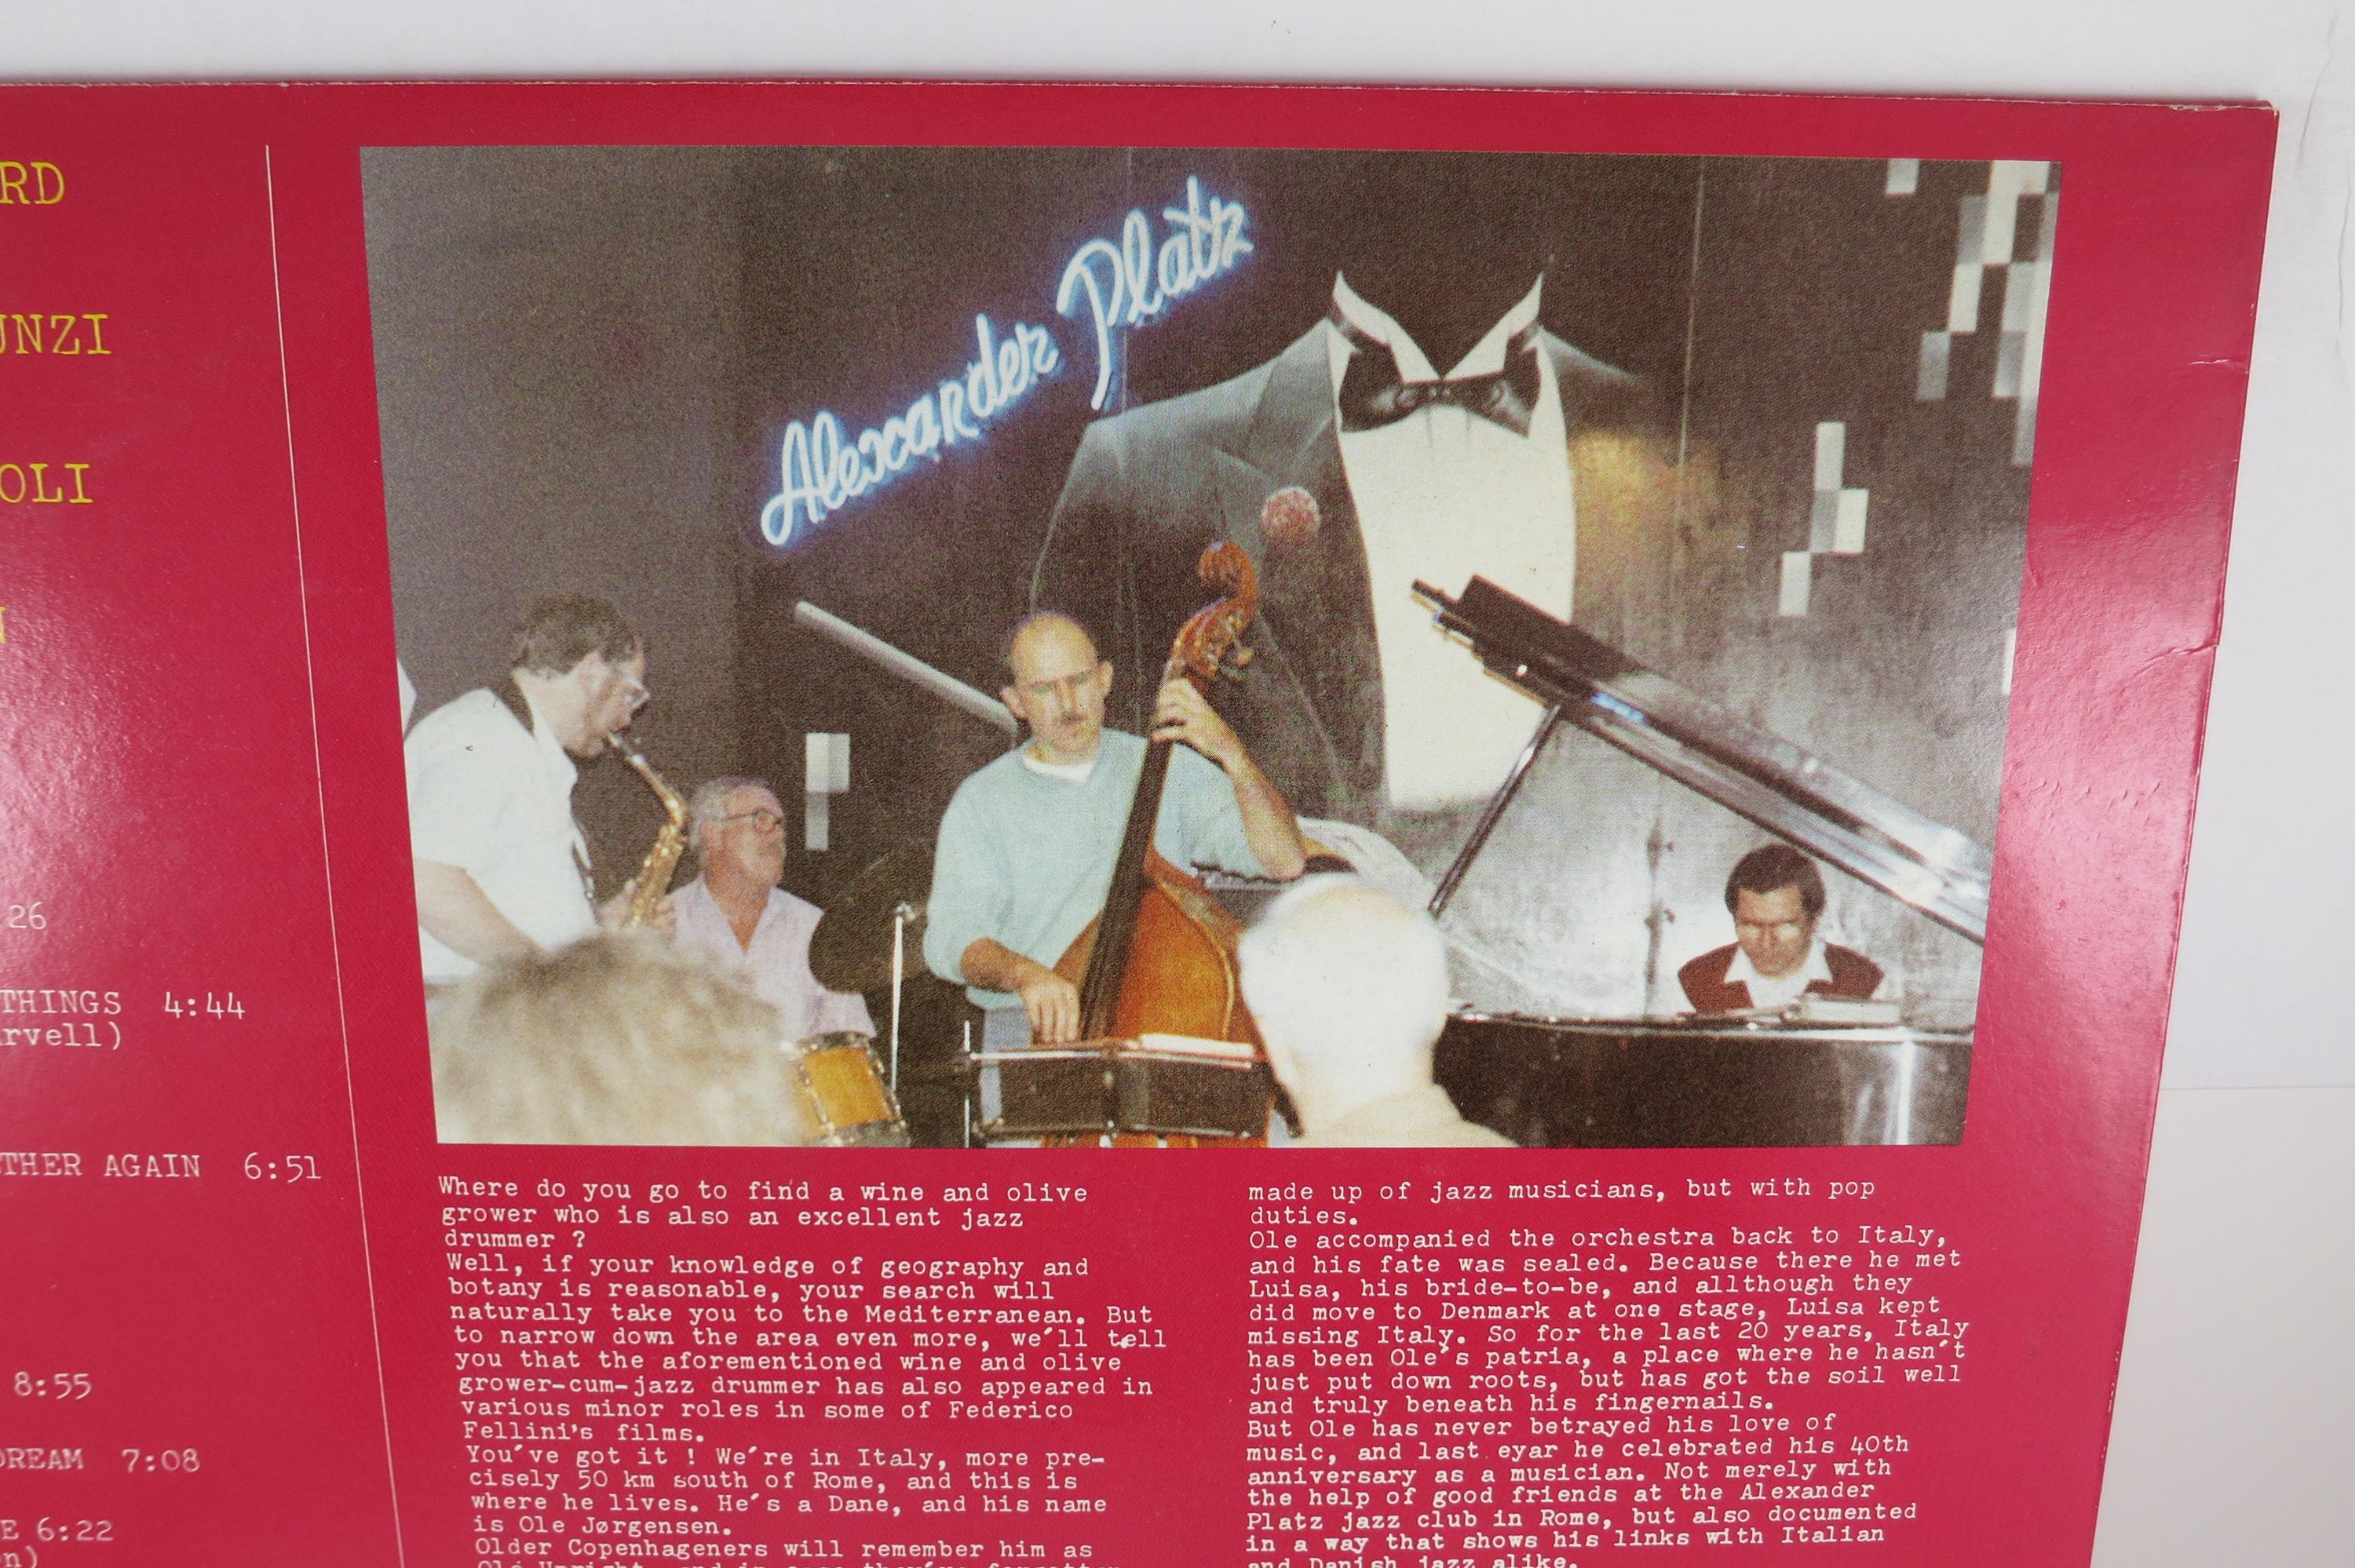 RD
UNZI
OLI
N
26
THINGS 4:44
rvell)
THER AGAIN 6:51
8:55
DREAM 7:08
E 6:22
on)
Alexander Platz
Where do you go to find a wine and olive
grower who is also an excellent jazz
drummer ?
Well, if your knowledge of geography and
botany is reasonable, your search will
naturally take you to the Mediterranean. But
to narrow down the area even more, we´ll tell
you that the aforementioned wine and olive
grower-cum-jazz drummer has also appeared in
various minor roles in some of Federico
Fellini's films.
You´ve got it ! We´re in Italy, more pre-
cisely 50 km south of Rome, and this is
where he lives. He´s a Dane, and his name
is Ole Jørgensen.
Older Copenhageners will remember him as
made up of jazz musicians, but with pop
duties.
Ole accompanied the orchestra back to Italy,
and his fate was sealed. Because there he met
Luisa, his bride-to-be, and allthough they
did move to Denmark at one stage, Luisa kept
missing Italy. So for the last 20 years, Italy
has been Ole´s patria, a place where he hasn´t
just put down roots, but has got the soil well
and truly beneath his fingernails.
But Ole has never betrayed his love of
music, and last eyar he celebrated his 40th
anniversary as a musician. Not merely with
the help of good friends at the Alexander
Platz jazz club in Rome, but also documented
in a way that shows his links with Italian
and Danish jazz alike.